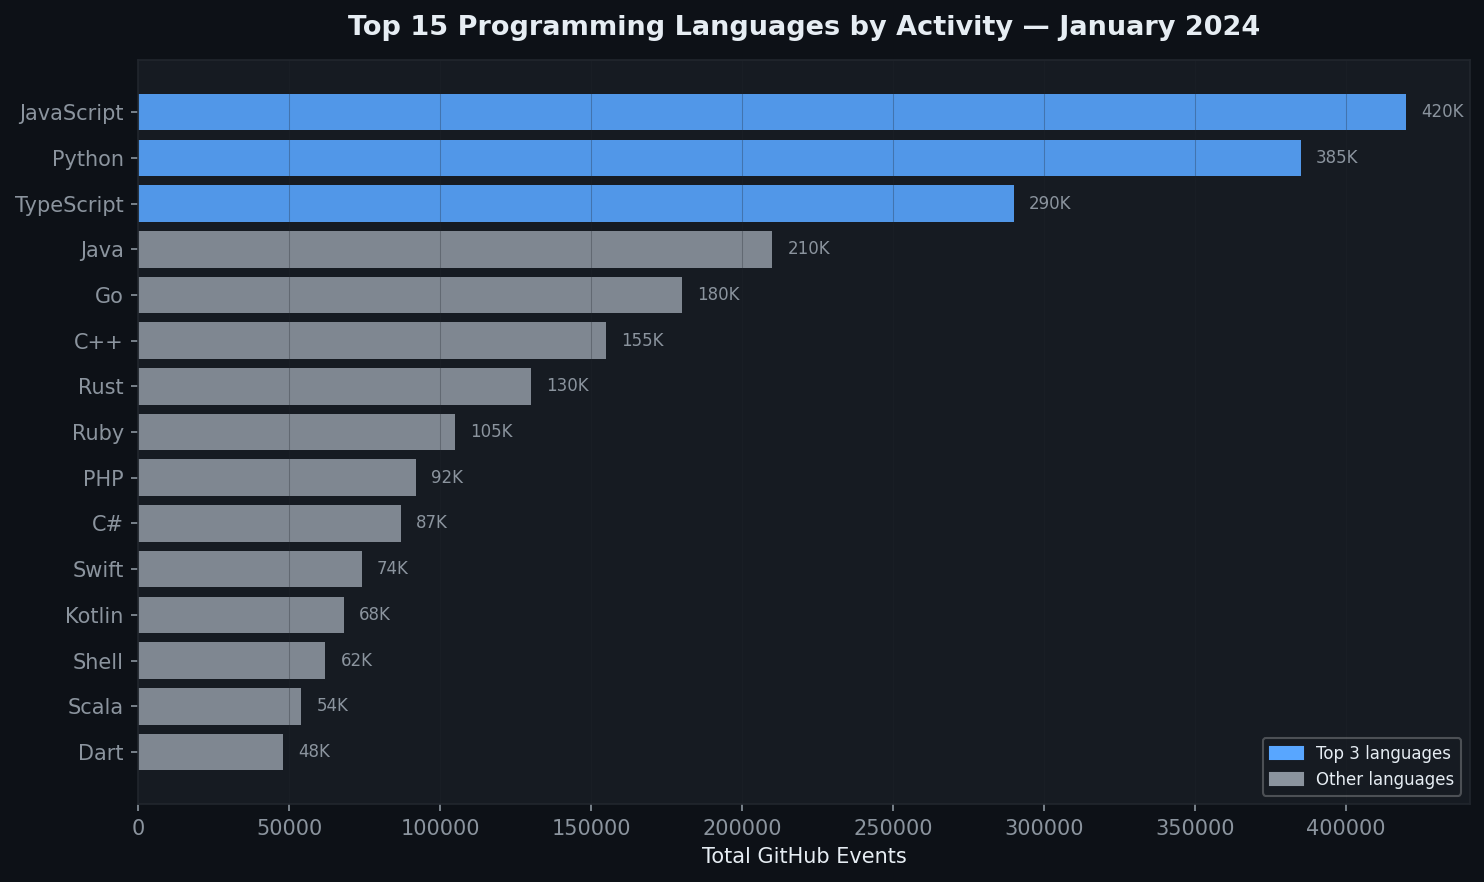 Top 15 Programming Languages by Activity — January 2024
JavaScript 420K
Python 385K
TypeScript 290K
Java 210K
Go 180K
C++ 155K
Rust 130K
Ruby 105K
PHP 92K
C# 87K
Swift 74K
Kotlin 68K
Shell 62K
Scala 54K
Dart 48K
Top 3 languages
Other languages
0 50000 100000 150000 200000 250000 300000 350000 400000
Total GitHub Events